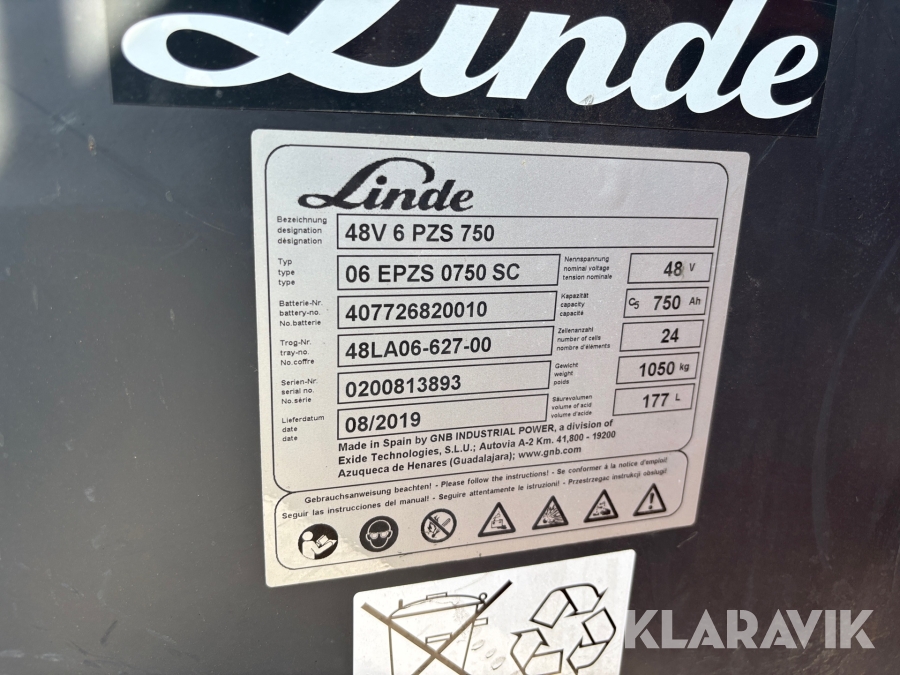 Linde
Linde
Bezeichnung
designation
désignation
48V 6 PZS 750
Typ
type
type
06 EPZS 0750 SC
Nennspannung
nominal voltage
tension nominale
48 V
Batterie-Nr.
battery-no.
No.batterie
407726820010
Kapazität
capacity
capacité
C5 750 Ah
Trog-Nr.
tray-no.
No.coffre
48LA06-627-00
Zellenanzahl
number of cells
nombre d'éléments
24
Serien-Nr.
serial no.
No.série
0200813893
Gewicht
weight
poids
1050 kg
Lieferdatum
date
date
08/2019
Säurevolumen
volume of acid
volume d'acide
177 L
Made in Spain by GNB INDUSTRIAL POWER, a division of
Exide Technologies, S.L.U.; Autovia A-2 Km. 41,800 - 19200
Azuqueca de Henares (Guadalajara); www.gnb.com
Gebrauchsanweisung beachten! - Please follow the instructions! - Se conformer à la notice d'emploi!
Seguir las instrucciones del manual! - Seguire attentamente le istruzioni! - Przestrzegac instrukcji obslugi!
KLARAVIK